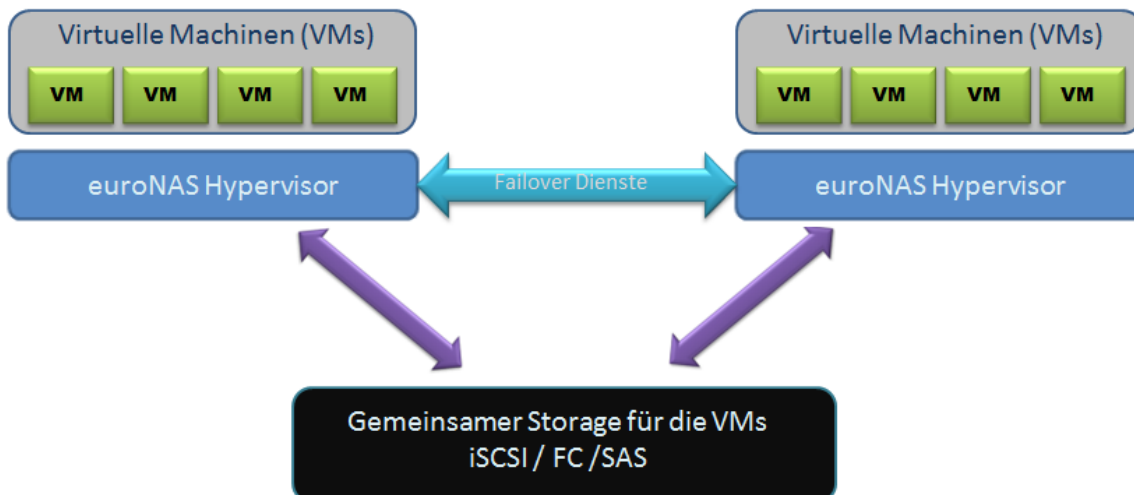 Virtuelle Machinen (VMs)
VM VM VM VM
euroNAS Hypervisor
Failover Dienste
Virtuelle Machinen (VMs)
VM VM VM VM
euroNAS Hypervisor
Gemeinsamer Storage für die VMs
iSCSI / FC /SAS